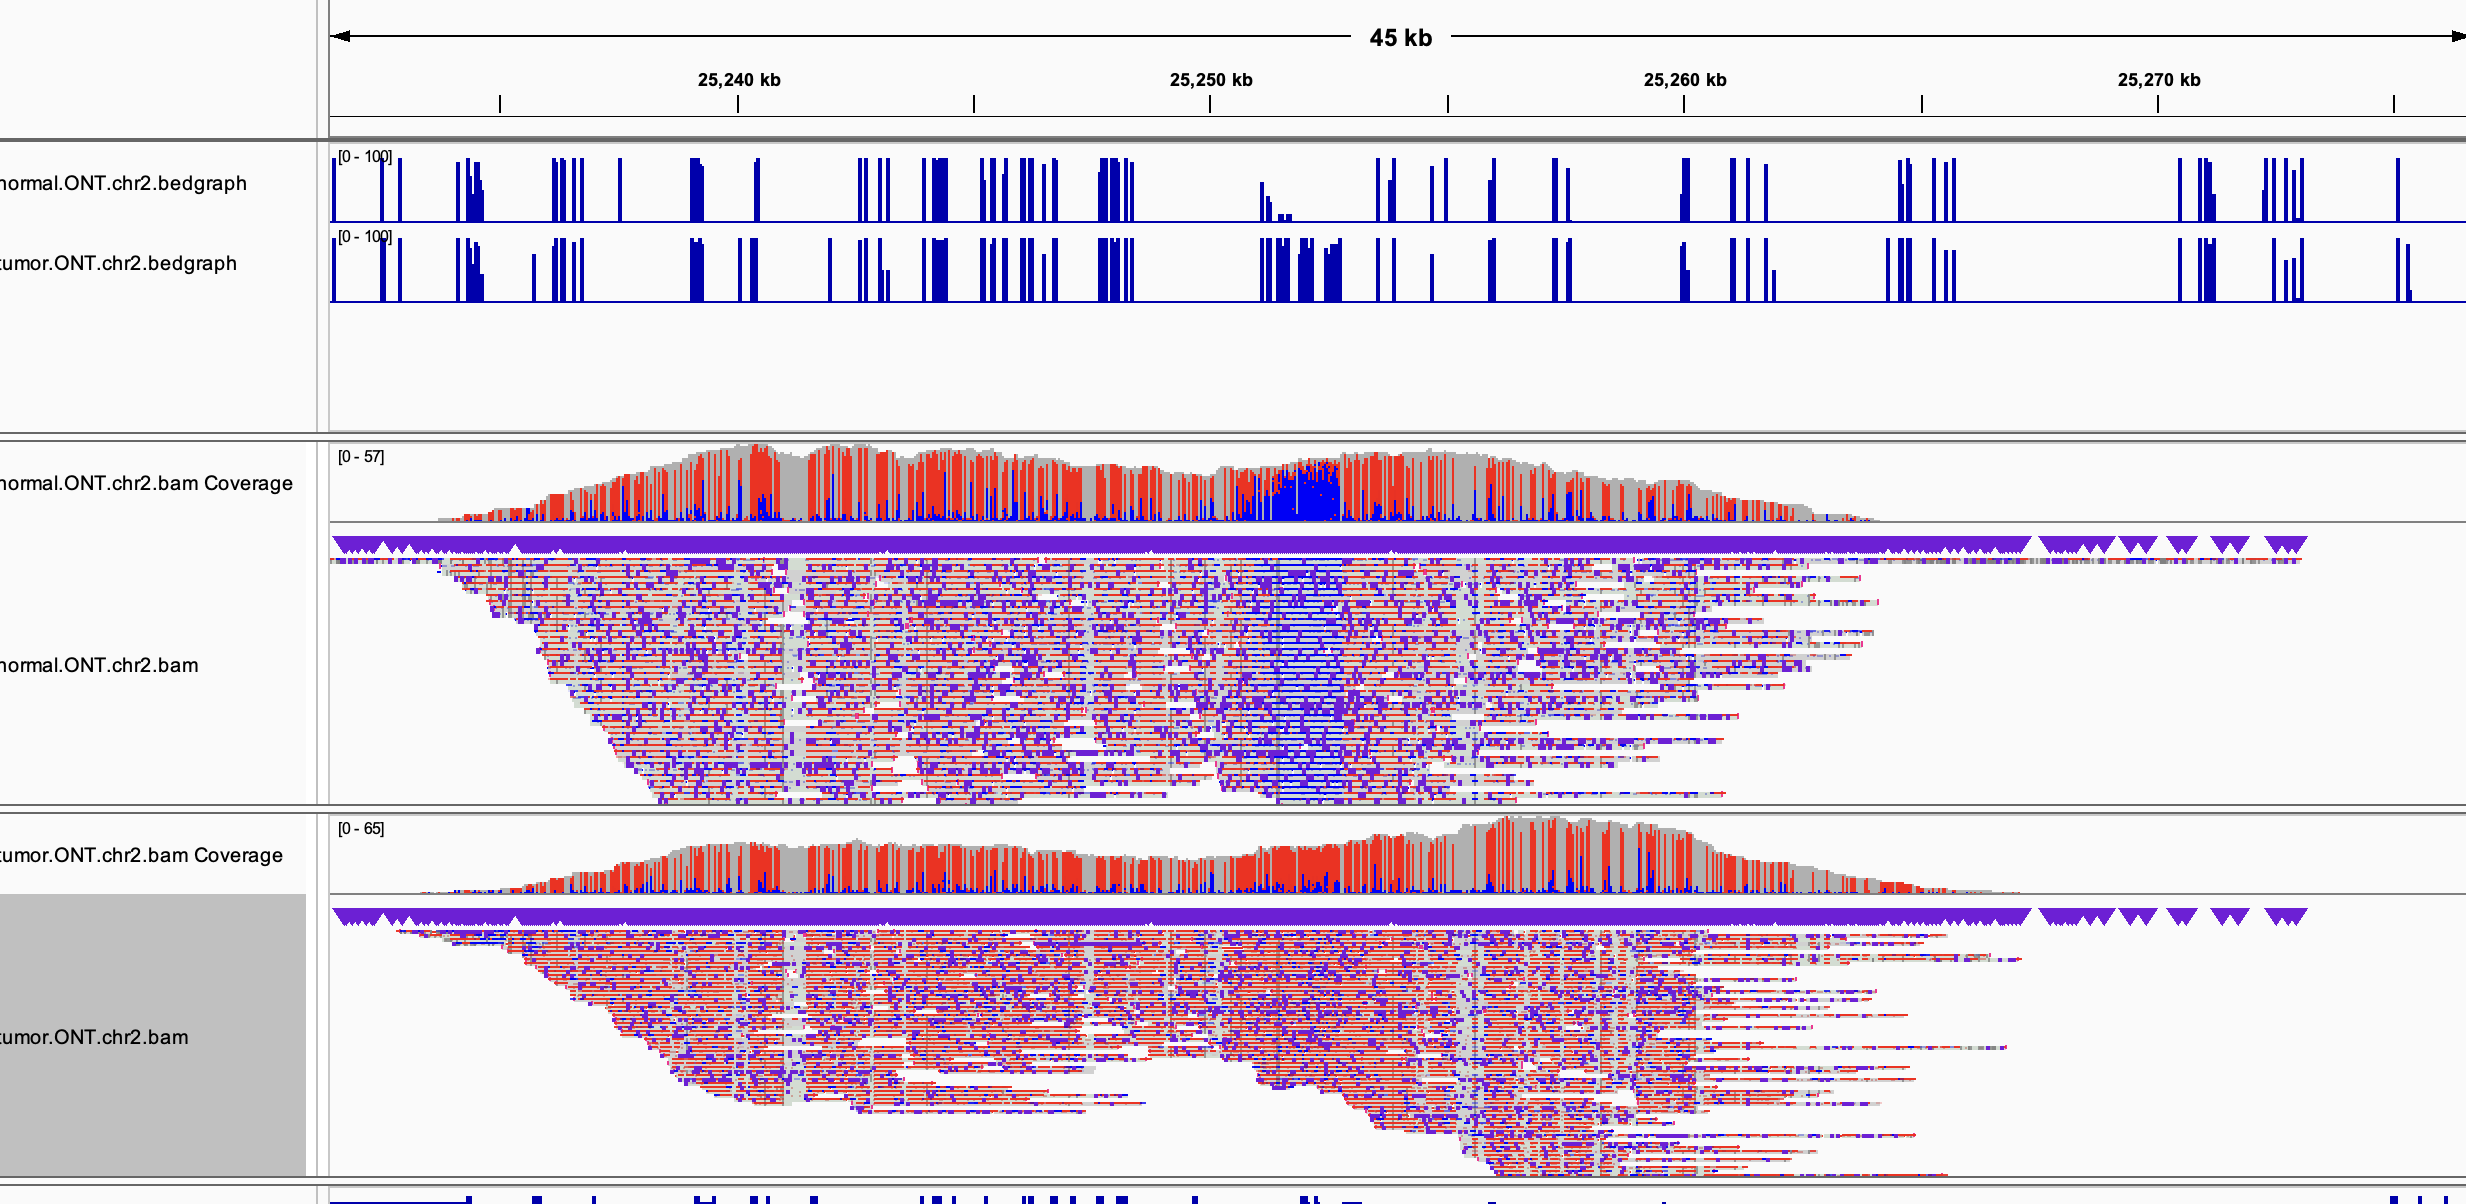 45 kb
25,240 kb 25,250 kb 25,260 kb 25,270 kb
[0 - 100]
normal.ONT.chr2.bedgraph
[0 - 100]
tumor.ONT.chr2.bedgraph
[0 - 57]
normal.ONT.chr2.bam Coverage
normal.ONT.chr2.bam
[0 - 65]
tumor.ONT.chr2.bam Coverage
tumor.ONT.chr2.bam